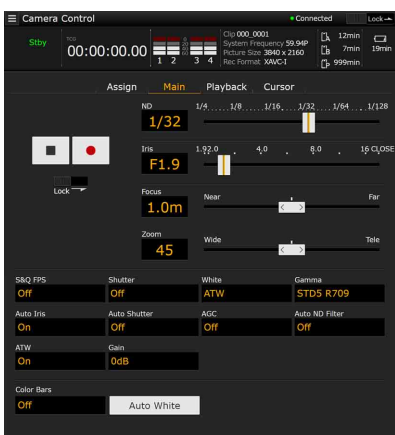 Camera Control
Connected
Lock
Stby
TCG
00:00:00.00
20
40
60
1 2 3 4
Clip 000_0001
System Frequency 59.94P
Picture Size 3840 x 2160
Rec Format XAVC-I
A 12min
B 7min
999min
19min
Assign Main Playback Cursor
ND
1/32
1/4 1/8 1/16 1/32 1/64 1/128
Iris
F1.9
1.9 2.0 4.0 8.0 16 CLOSE
Lock
Focus
1.0m
Near Far
Zoom
45
Wide Tele
S&Q FPS Shutter White Gamma
Off Off ATW STD5 R709
Auto Iris Auto Shutter AGC Auto ND Filter
On Off Off Off
ATW Gain
On 0dB
Color Bars
Off Auto White